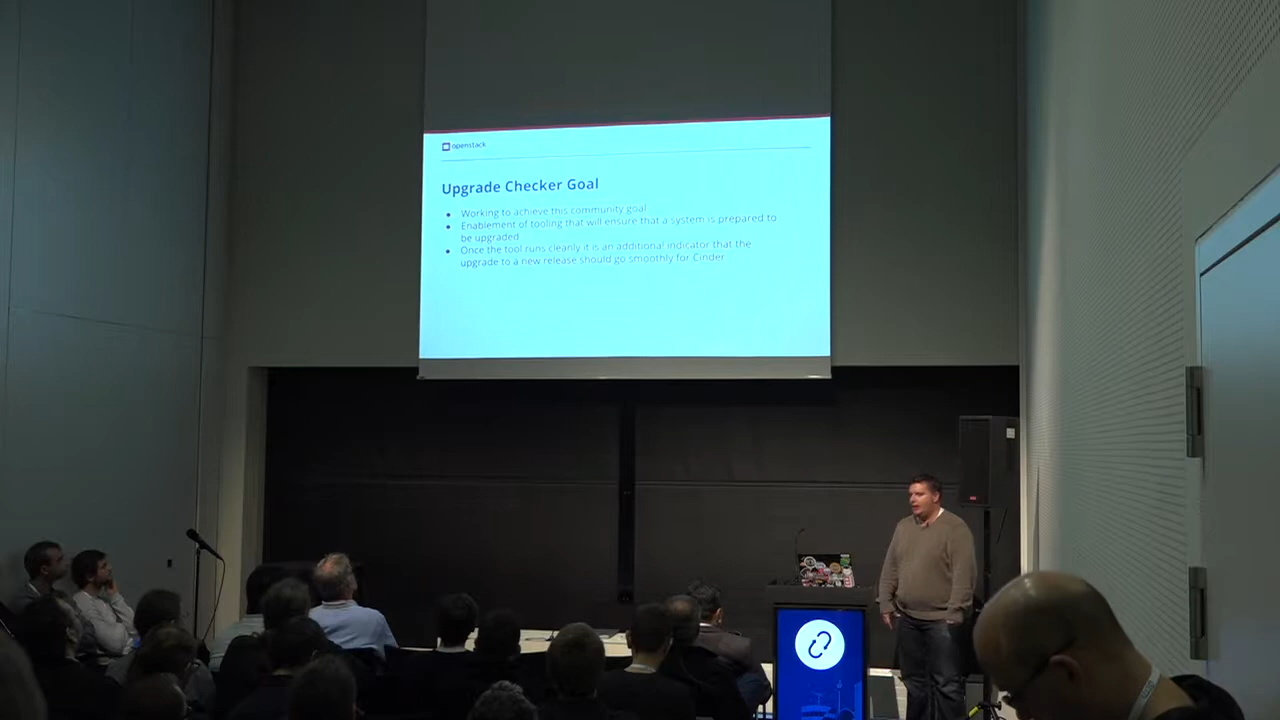 openstack
Upgrade Checker Goal
• Working to achieve this community goal
• Enablement of tooling that will ensure that a system is prepared to
be upgraded
• Once the tool runs cleanly it is an additional indicator that the
upgrade to a new release should go smoothly for Cinder